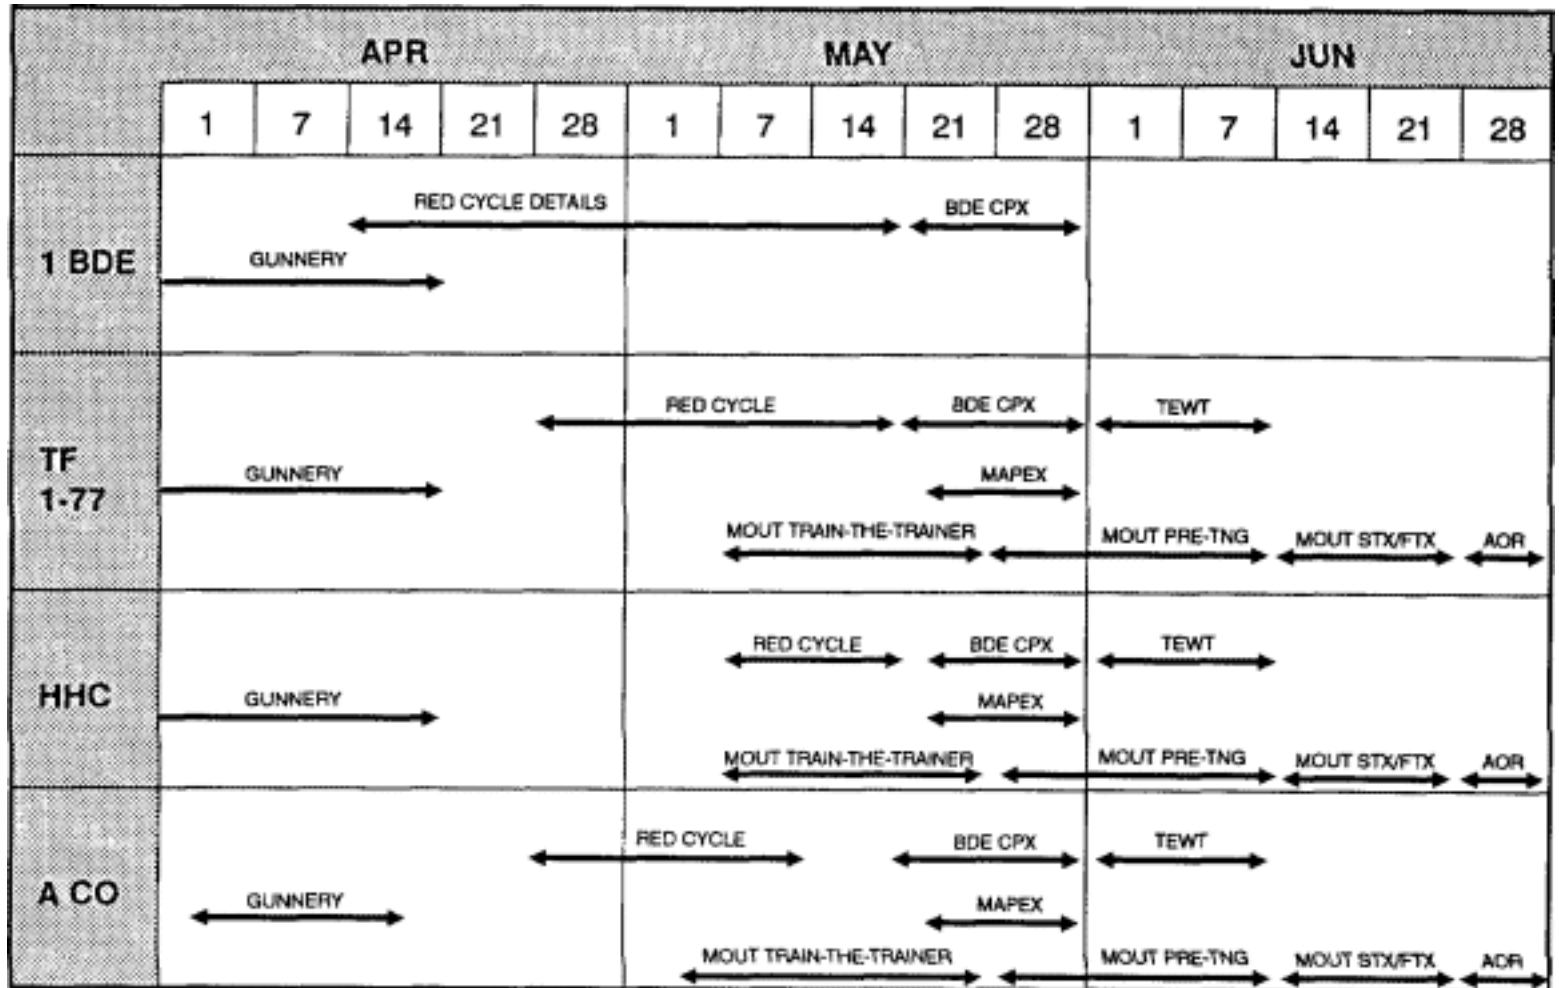 APR MAY JUN
1 7 14 21 28 1 7 14 21 28 1 7 14 21 28
1 BDE
RED CYCLE DETAILS BDE CPX
GUNNERY
TF
1-77
RED CYCLE BDE CPX TEWT
GUNNERY MAPEX
MOUT TRAIN-THE-TRAINER MOUT PRE-TNG MOUT STX/FTX AOR
HHC
RED CYCLE BDE CPX TEWT
GUNNERY MAPEX
MOUT TRAIN-THE-TRAINER MOUT PRE-TNG MOUT STX/FTX AOR
A CO
RED CYCLE BDE CPX TEWT
GUNNERY MAPEX
MOUT TRAIN-THE-TRAINER MOUT PRE-TNG MOUT STX/FTX AOR